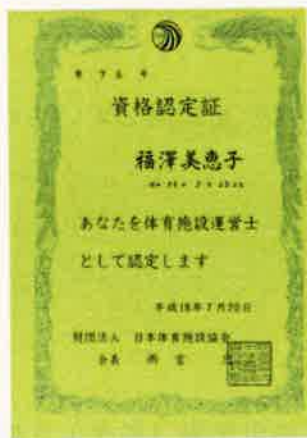 資格認定証
福澤美恵子
あなたを体育施設運営士
として認定します
平成18年7月20日
財団法人 日本体育施設協会
会長